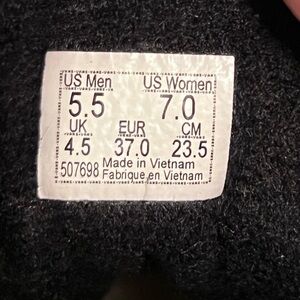 US Men US Women
5.5 7.0
UK EUR CM
4.5 37.0 23.5
507698 Made in Vietnam
Fabriqué en Vietnam